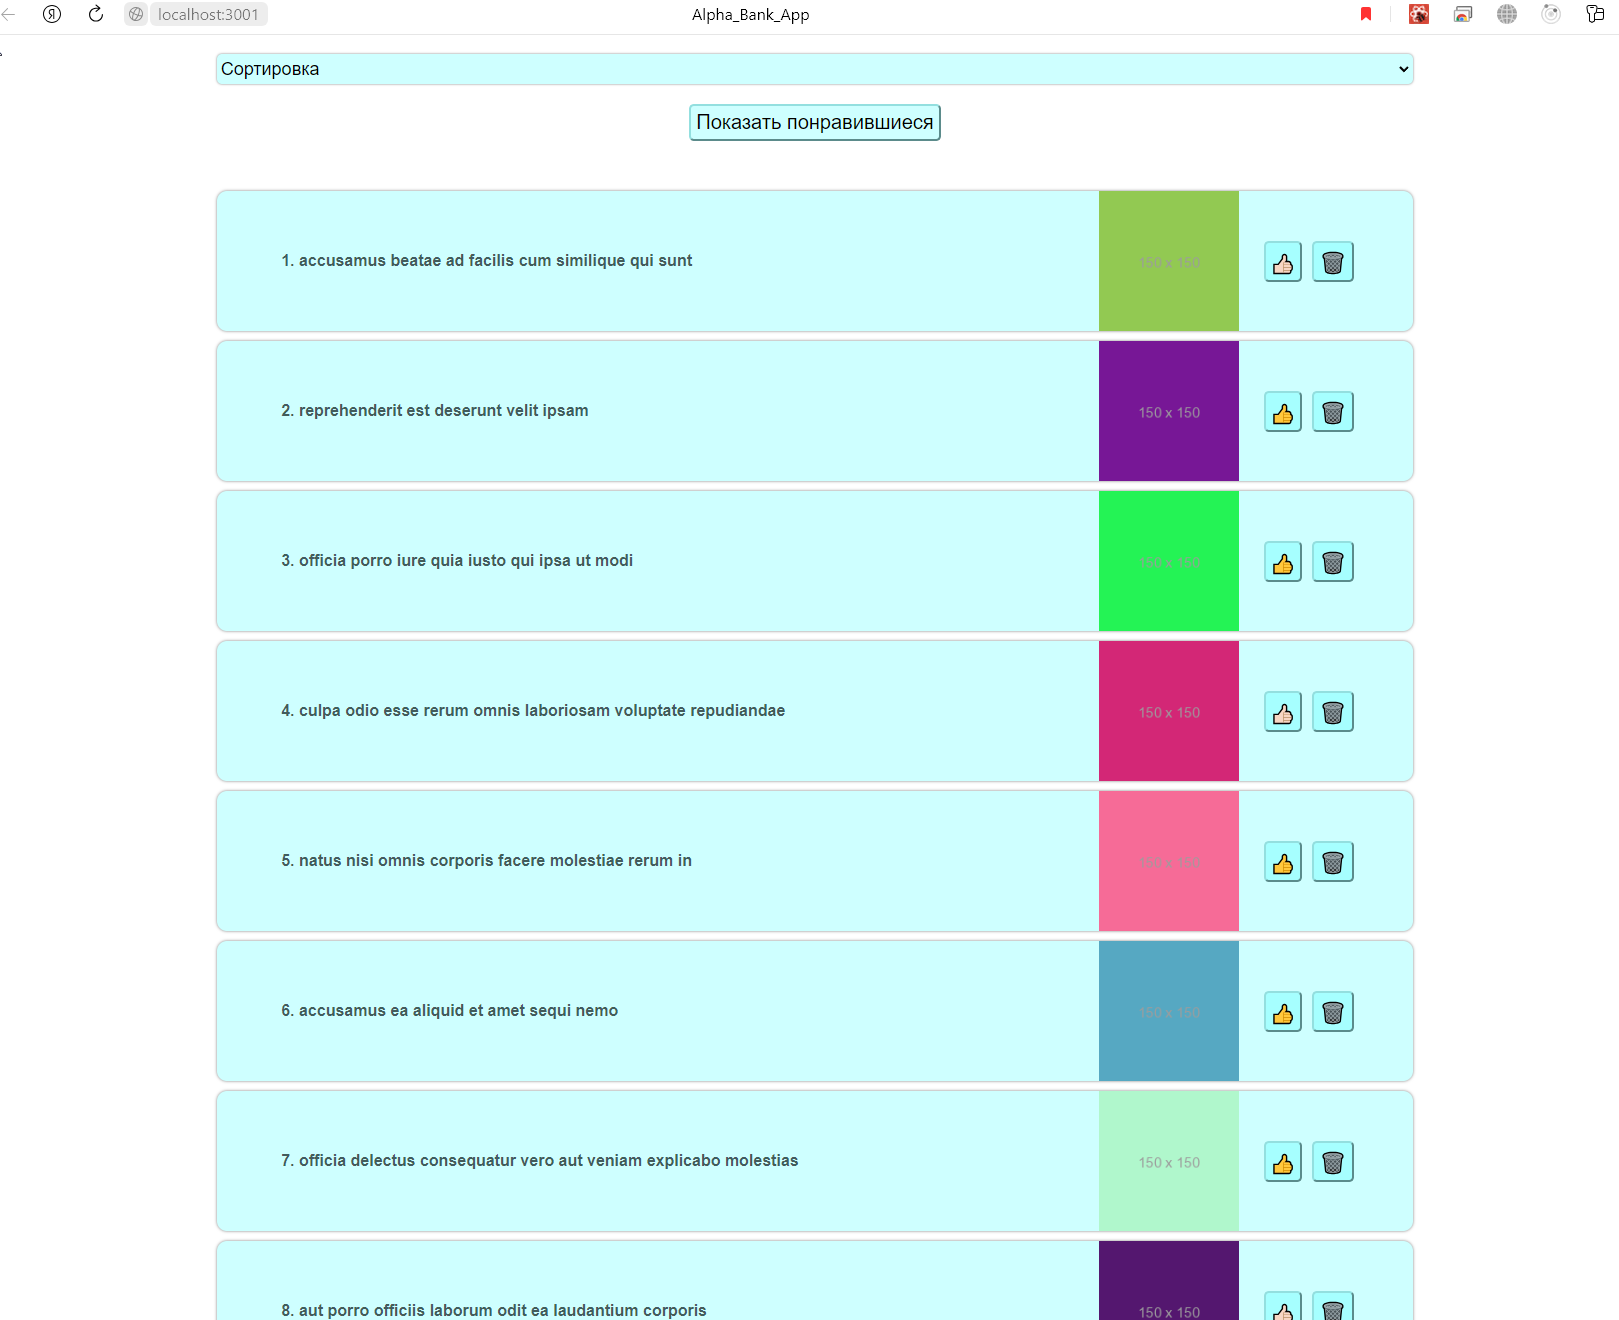 localhost:3001
Alpha_Bank_App
Сортировка
Показать понравившиеся
1. accusamus beatae ad facilis cum similique qui sunt
150 x 150
2. reprehenderit est deserunt velit ipsam
150 x 150
3. officia porro iure quia iusto qui ipsa ut modi
150 x 150
4. culpa odio esse rerum omnis laboriosam voluptate repudiandae
150 x 150
5. natus nisi omnis corporis facere molestiae rerum in
150 x 150
6. accusamus ea aliquid et amet sequi nemo
150 x 150
7. officia delectus consequatur vero aut veniam explicabo molestias
150 x 150
8. aut porro officiis laborum odit ea laudantium corporis
150 x 150